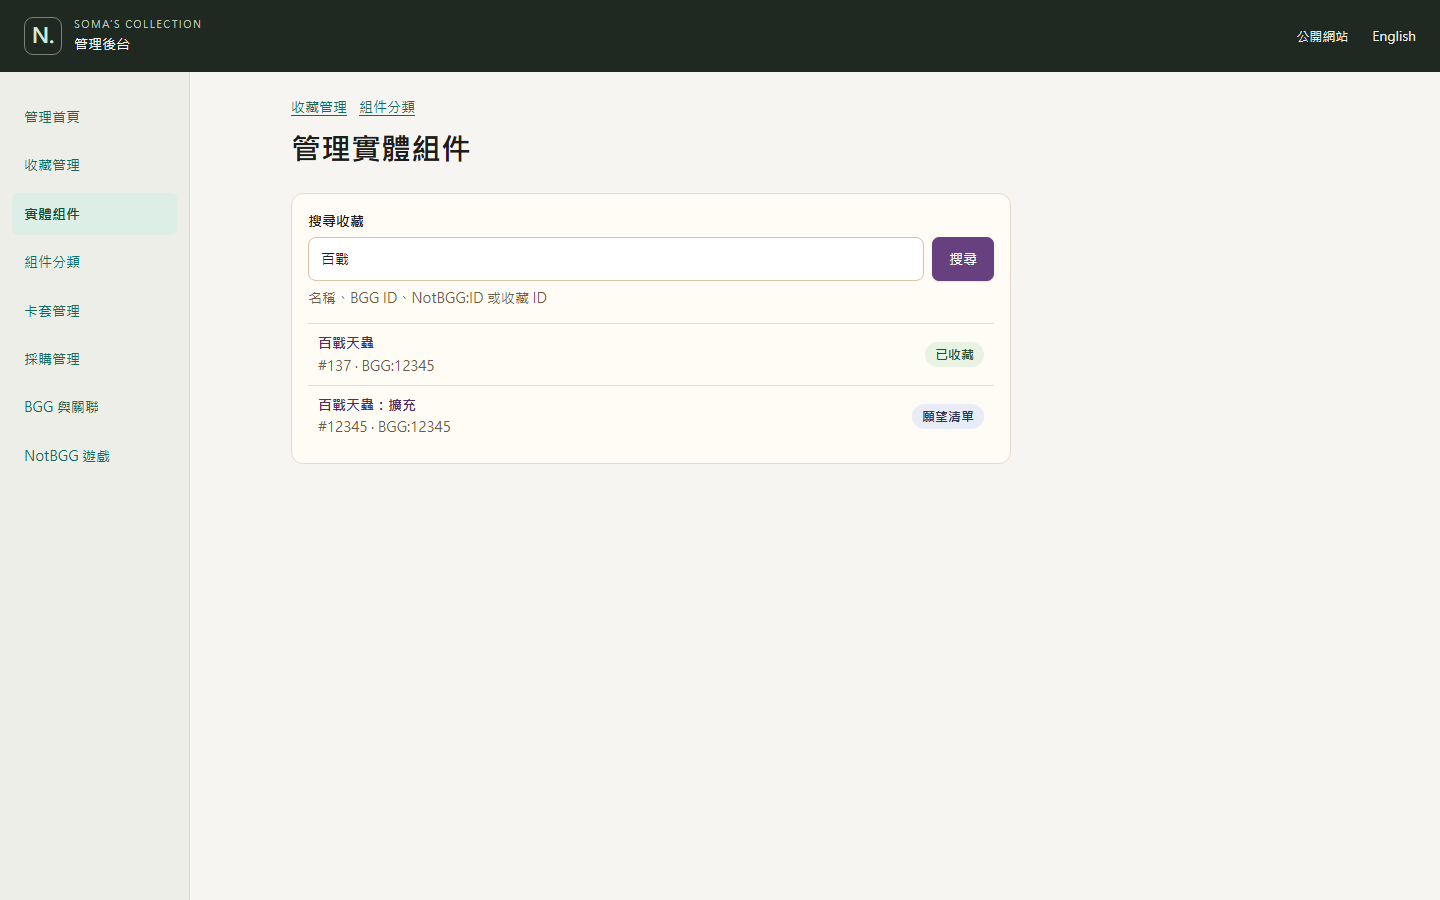 N.
SOMA'S COLLECTION
管理後台
公開網站 English
管理首頁
收藏管理
實體組件
組件分類
卡套管理
採購管理
BGG 與關聯
NotBGG 遊戲
收藏管理 組件分類
管理實體組件
搜尋收藏
百戰
搜尋
名稱、BGG ID、NotBGG:ID 或收藏 ID
百戰天蟲
#137 · BGG:12345
已收藏
百戰天蟲：擴充
#12345 · BGG:12345
願望清單